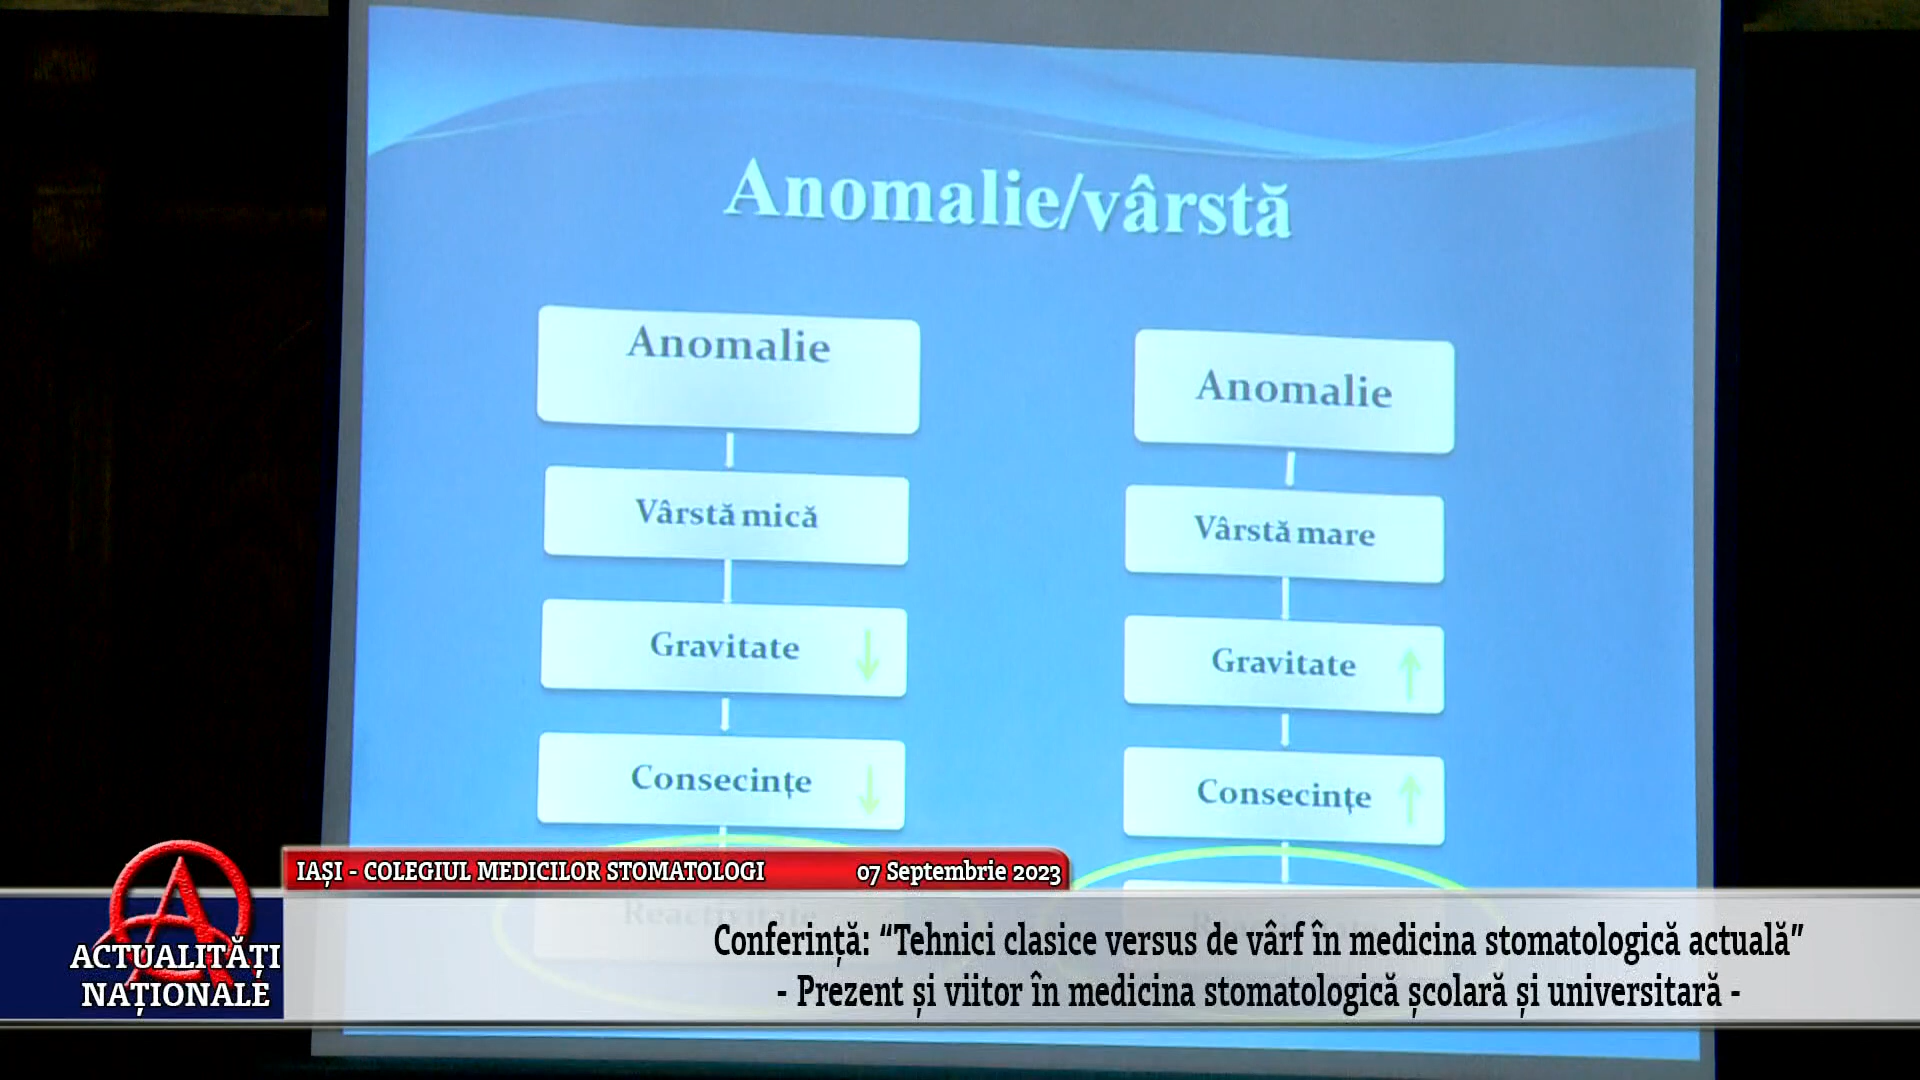 Anomalie/vârstă
Anomalie
Vârstă mică
Gravitate ↓
Consecințe ↓
Reactivitate
Anomalie
Vârstă mare
Gravitate ↑
Consecințe ↑
IAȘI - COLEGIUL MEDICILOR STOMATOLOGI
07 Septembrie 2023
ACTUALITĂȚI
NAȚIONALE
Conferință: “Tehnici clasice versus de vârf în medicina stomatologică actuală”
- Prezent și viitor în medicina stomatologică școlară și universitară -